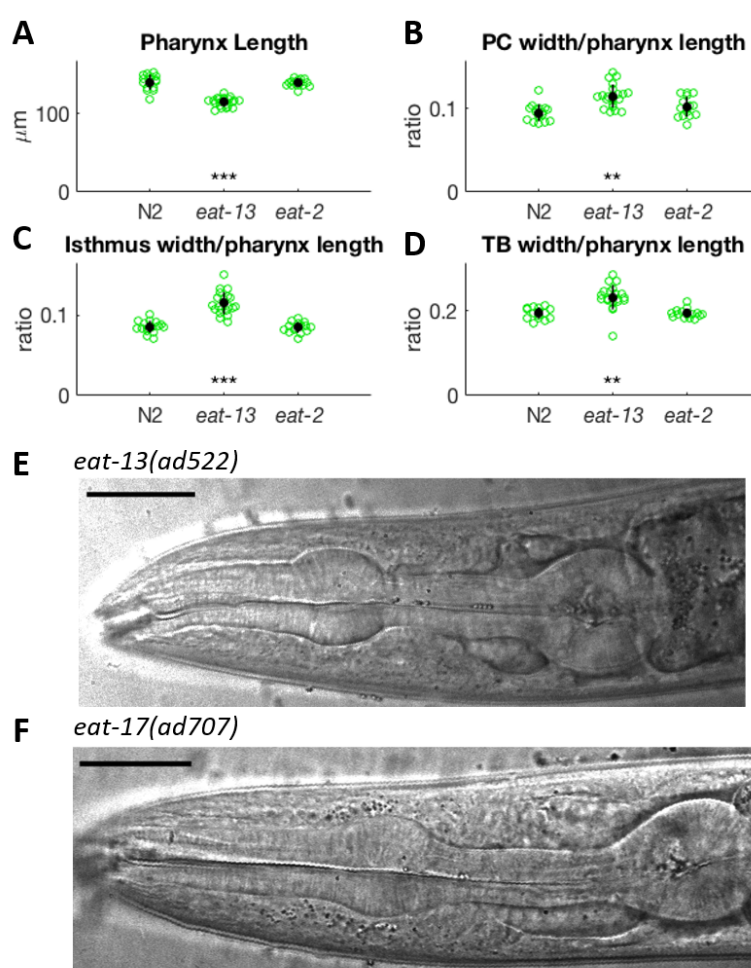 A
Pharynx Length
μm
100
0
***
N2
eat-13
eat-2
B
PC width/pharynx length
ratio
0.1
0
**
N2
eat-13
eat-2
C
Isthmus width/pharynx length
ratio
0.1
0
***
N2
eat-13
eat-2
D
TB width/pharynx length
ratio
0.2
0
**
N2
eat-13
eat-2
E
eat-13(ad522)
F
eat-17(ad707)